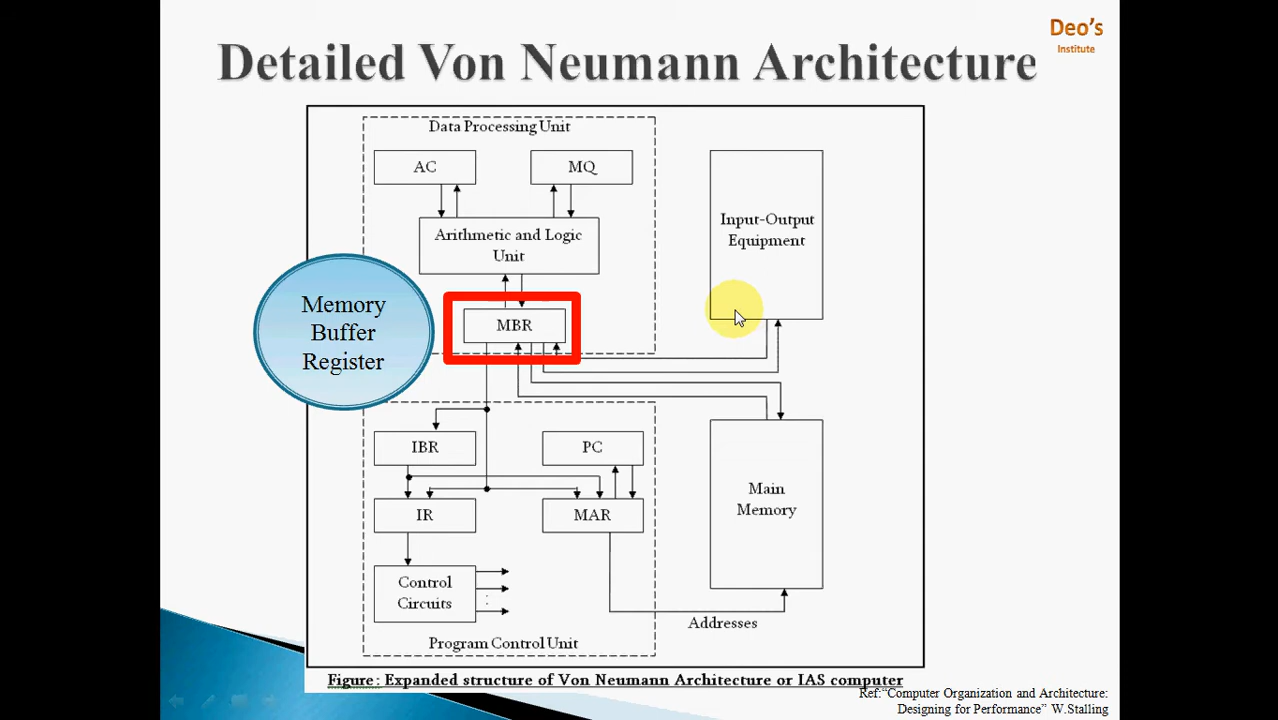 Deo's
Institute
Detailed Von Neumann Architecture
Data Processing Unit
AC
MQ
Arithmetic and Logic
Unit
Input-Output
Equipment
Memory
Buffer
Register
MBR
IBR
PC
IR
MAR
Main
Memory
Control
Circuits
Addresses
Program Control Unit
Figure : Expanded structure of Von Neumann Architecture or IAS computer
Ref:“Computer Organization and Architecture:
Designing for Performance” W.Stalling